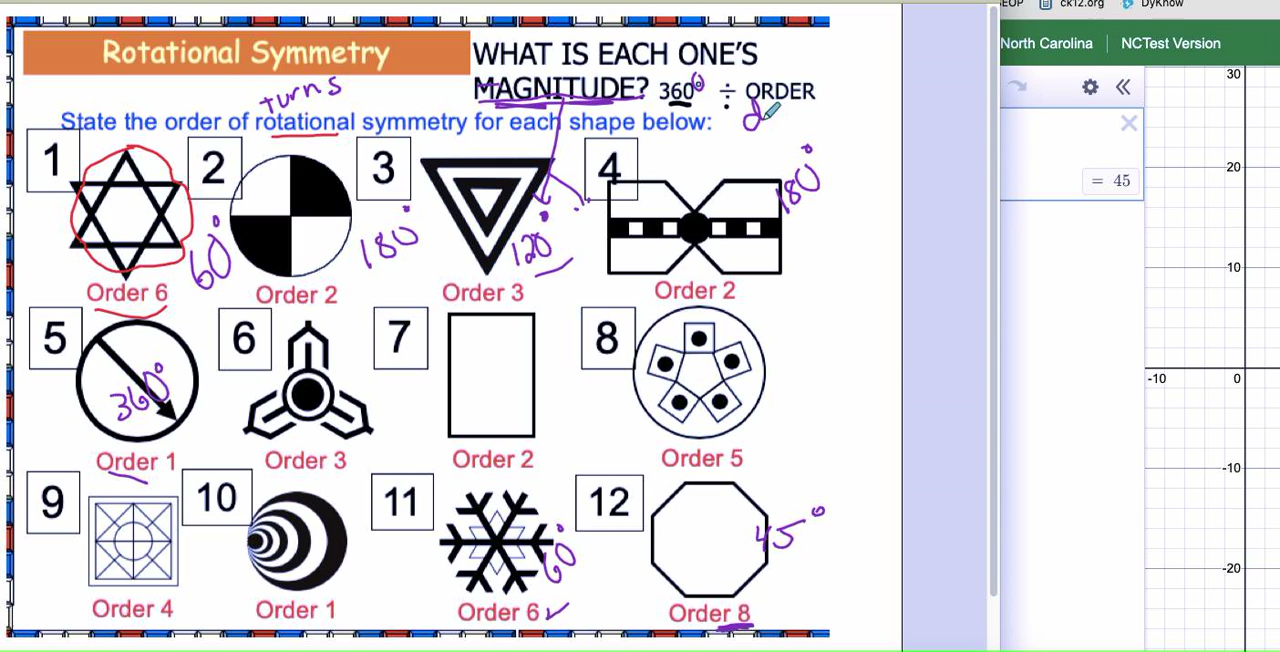 EOP ck12.org DyKnow
North Carolina NCTest Version
Rotational Symmetry
WHAT IS EACH ONE'S
MAGNITUDE? 360° ÷ ORDER
turns
d
State the order of rotational symmetry for each shape below:
1 2 3 4
60° 180° 120° 180°
Order 6 Order 2 Order 3 Order 2
5 6 7 8
360°
Order 1 Order 3 Order 2 Order 5
9 10 11 12
60° 45°
Order 4 Order 1 Order 6 Order 8
= 45
30
20
10
-10 0
-10
-20